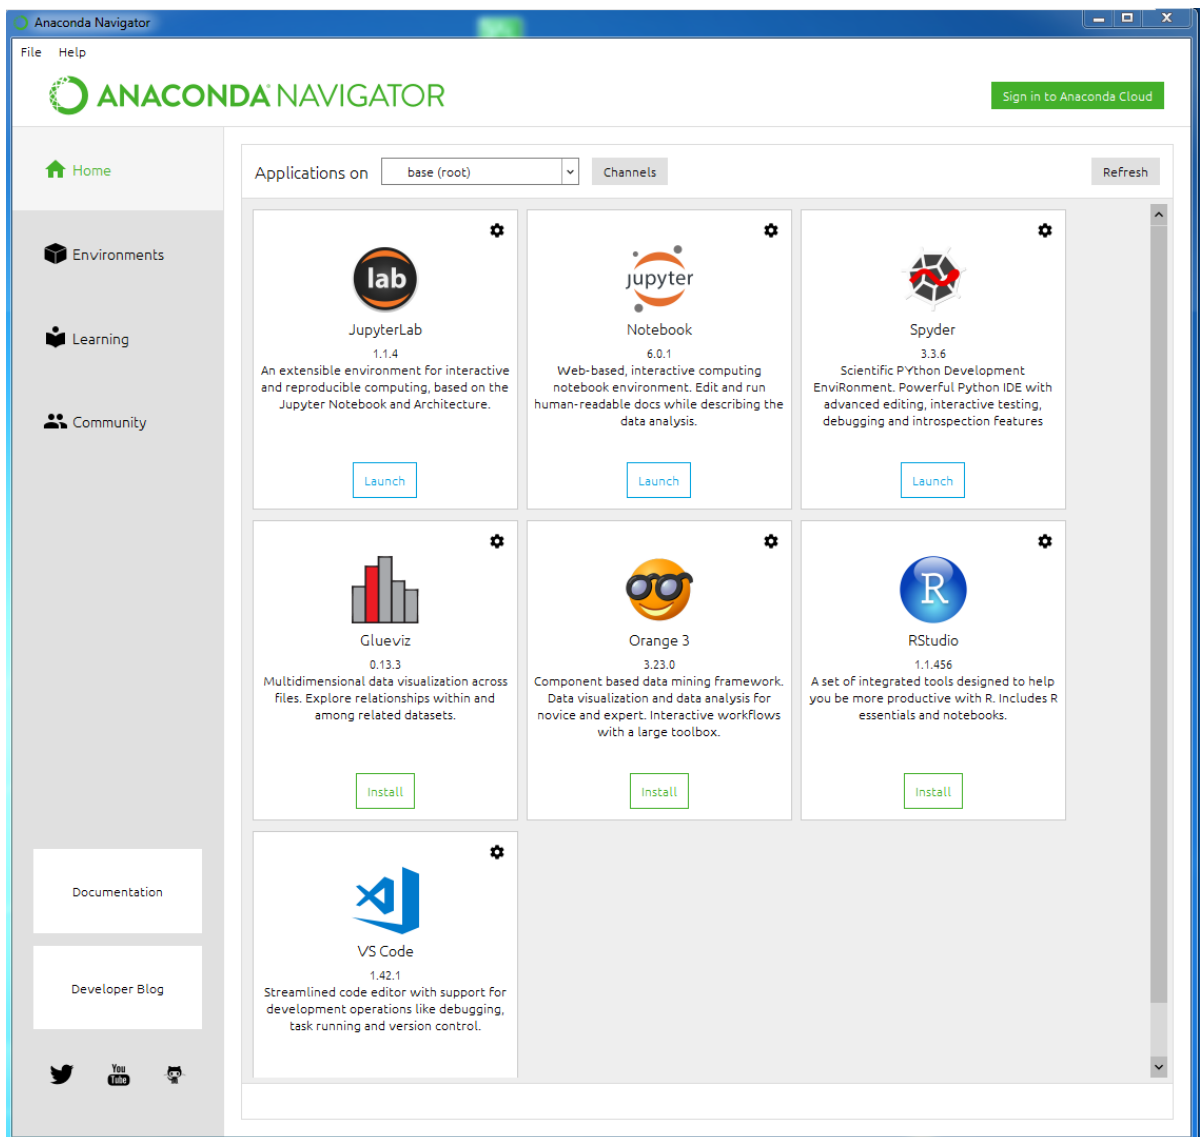 Anaconda Navigator
File Help
ANACONDA NAVIGATOR
Sign in to Anaconda Cloud
Home
Environments
Learning
Community
Documentation
Developer Blog
You
Tube
Applications on base (root) Channels Refresh
lab
JupyterLab
1.1.4
An extensible environment for interactive
and reproducible computing, based on the
Jupyter Notebook and Architecture.
Launch
jupyter
Notebook
6.0.1
Web-based, interactive computing
notebook environment. Edit and run
human-readable docs while describing the
data analysis.
Launch
Spyder
3.3.6
Scientific PYthon Development
EnviRonment. Powerful Python IDE with
advanced editing, interactive testing,
debugging and introspection features
Launch
Glueviz
0.13.3
Multidimensional data visualization across
files. Explore relationships within and
among related datasets.
Install
Orange 3
3.23.0
Component based data mining framework.
Data visualization and data analysis for
novice and expert. Interactive workflows
with a large toolbox.
Install
R
RStudio
1.1.456
A set of integrated tools designed to help
you be more productive with R. Includes R
essentials and notebooks.
Install
VS Code
1.42.1
Streamlined code editor with support for
development operations like debugging,
task running and version control.